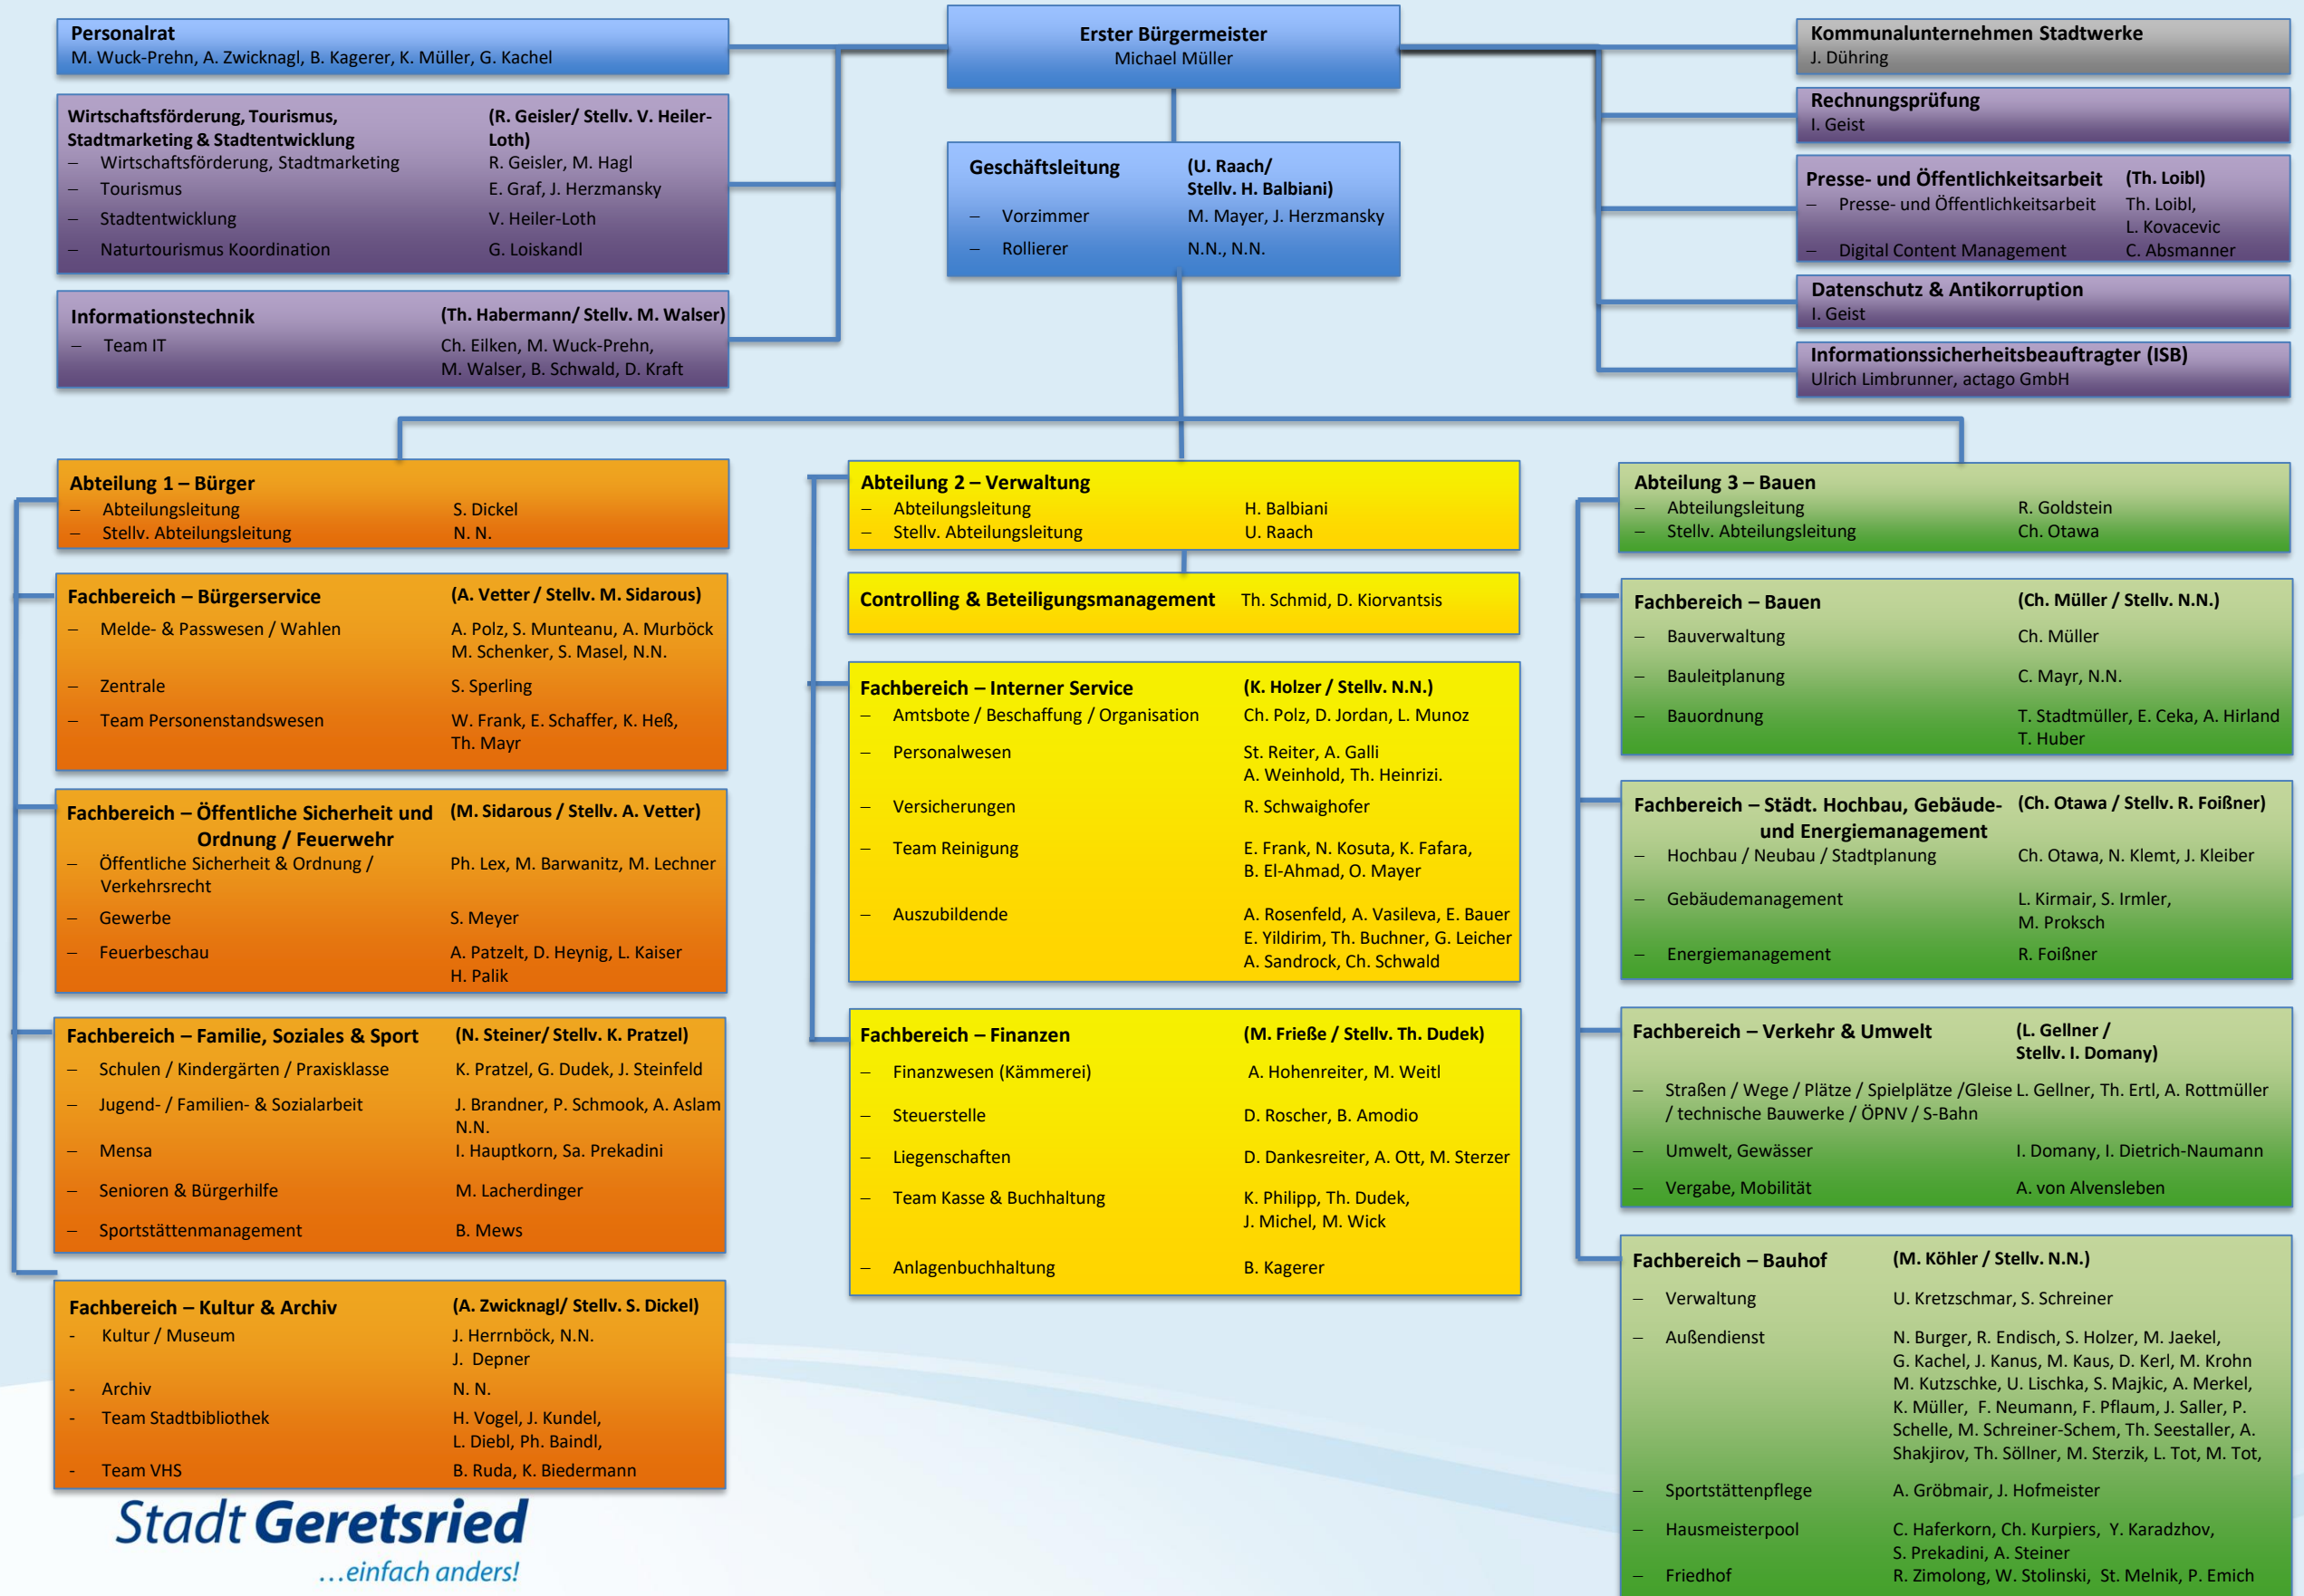 Personalrat
M. Wuck-Prehn, A. Zwicknagl, B. Kagerer, K. Müller, G. Kachel
Erster Bürgermeister
Michael Müller
Kommunalunternehmen Stadtwerke
J. Dühring
Wirtschaftsförderung, Tourismus, (R. Geisler/ Stellv. V. Heiler-
Stadtmarketing & Stadtentwicklung Loth)
– Wirtschaftsförderung, Stadtmarketing R. Geisler, M. Hagl
– Tourismus E. Graf, J. Herzmansky
– Stadtentwicklung V. Heiler-Loth
– Naturtourismus Koordination G. Loiskandl
Informationstechnik (Th. Habermann/ Stellv. M. Walser)
– Team IT Ch. Eilken, M. Wuck-Prehn,
M. Walser, B. Schwald, D. Kraft
Geschäftsleitung (U. Raach/
Stellv. H. Balbiani)
– Vorzimmer M. Mayer, J. Herzmansky
– Rollierer N.N., N.N.
Rechnungsprüfung
I. Geist
Presse- und Öffentlichkeitsarbeit (Th. Loibl)
– Presse- und Öffentlichkeitsarbeit Th. Loibl,
L. Kovacevic
– Digital Content Management C. Absmanner
Datenschutz & Antikorruption
I. Geist
Informationssicherheitsbeauftragter (ISB)
Ulrich Limbrunner, actago GmbH
Abteilung 1 – Bürger
– Abteilungsleitung S. Dickel
– Stellv. Abteilungsleitung N. N.
Fachbereich – Bürgerservice (A. Vetter / Stellv. M. Sidarous)
– Melde- & Passwesen / Wahlen A. Polz, S. Munteanu, A. Murböck
M. Schenker, S. Masel, N.N.
– Zentrale S. Sperling
– Team Personenstandswesen W. Frank, E. Schaffer, K. Heß,
Th. Mayr
Fachbereich – Öffentliche Sicherheit und (M. Sidarous / Stellv. A. Vetter)
Ordnung / Feuerwehr
– Öffentliche Sicherheit & Ordnung / Ph. Lex, M. Barwanitz, M. Lechner
Verkehrsrecht
– Gewerbe S. Meyer
– Feuerbeschau A. Patzelt, D. Heynig, L. Kaiser
H. Palik
Fachbereich – Familie, Soziales & Sport (N. Steiner/ Stellv. K. Pratzel)
– Schulen / Kindergärten / Praxisklasse K. Pratzel, G. Dudek, J. Steinfeld
– Jugend- / Familien- & Sozialarbeit J. Brandner, P. Schmook, A. Aslam
N.N.
– Mensa I. Hauptkorn, Sa. Prekadini
– Senioren & Bürgerhilfe M. Lacherdinger
– Sportstättenmanagement B. Mews
Fachbereich – Kultur & Archiv (A. Zwicknagl/ Stellv. S. Dickel)
- Kultur / Museum J. Herrnböck, N.N.
J. Depner
- Archiv N. N.
- Team Stadtbibliothek H. Vogel, J. Kundel,
L. Diebl, Ph. Baindl,
- Team VHS B. Ruda, K. Biedermann
Abteilung 2 – Verwaltung
– Abteilungsleitung H. Balbiani
– Stellv. Abteilungsleitung U. Raach
Controlling & Beteiligungsmanagement Th. Schmid, D. Kiorvantsis
Fachbereich – Interner Service (K. Holzer / Stellv. N.N.)
– Amtsbote / Beschaffung / Organisation Ch. Polz, D. Jordan, L. Munoz
– Personalwesen St. Reiter, A. Galli
A. Weinhold, Th. Heinrizi.
– Versicherungen R. Schwaighofer
– Team Reinigung E. Frank, N. Kosuta, K. Fafara,
B. El-Ahmad, O. Mayer
– Auszubildende A. Rosenfeld, A. Vasileva, E. Bauer
E. Yildirim, Th. Buchner, G. Leicher
A. Sandrock, Ch. Schwald
Fachbereich – Finanzen (M. Frieße / Stellv. Th. Dudek)
– Finanzwesen (Kämmerei) A. Hohenreiter, M. Weitl
– Steuerstelle D. Roscher, B. Amodio
– Liegenschaften D. Dankesreiter, A. Ott, M. Sterzer
– Team Kasse & Buchhaltung K. Philipp, Th. Dudek,
J. Michel, M. Wick
– Anlagenbuchhaltung B. Kagerer
Abteilung 3 – Bauen
– Abteilungsleitung R. Goldstein
– Stellv. Abteilungsleitung Ch. Otawa
Fachbereich – Bauen (Ch. Müller / Stellv. N.N.)
– Bauverwaltung Ch. Müller
– Bauleitplanung C. Mayr, N.N.
– Bauordnung T. Stadtmüller, E. Ceka, A. Hirland
T. Huber
Fachbereich – Städt. Hochbau, Gebäude- (Ch. Otawa / Stellv. R. Foißner)
und Energiemanagement
– Hochbau / Neubau / Stadtplanung Ch. Otawa, N. Klemt, J. Kleiber
– Gebäudemanagement L. Kirmair, S. Irmler,
M. Proksch
– Energiemanagement R. Foißner
Fachbereich – Verkehr & Umwelt (L. Gellner /
Stellv. I. Domany)
– Straßen / Wege / Plätze / Spielplätze /Gleise L. Gellner, Th. Ertl, A. Rottmüller
/ technische Bauwerke / ÖPNV / S-Bahn
– Umwelt, Gewässer I. Domany, I. Dietrich-Naumann
– Vergabe, Mobilität A. von Alvensleben
Fachbereich – Bauhof (M. Köhler / Stellv. N.N.)
– Verwaltung U. Kretzschmar, S. Schreiner
– Außendienst N. Burger, R. Endisch, S. Holzer, M. Jaekel,
G. Kachel, J. Kanus, M. Kaus, D. Kerl, M. Krohn
M. Kutzschke, U. Lischka, S. Majkic, A. Merkel,
K. Müller, F. Neumann, F. Pflaum, J. Saller, P.
Schelle, M. Schreiner-Schem, Th. Seestaller, A.
Shakjirov, Th. Söllner, M. Sterzik, L. Tot, M. Tot,
– Sportstättenpflege A. Gröbmair, J. Hofmeister
– Hausmeisterpool C. Haferkorn, Ch. Kurpiers, Y. Karadzhov,
S. Prekadini, A. Steiner
– Friedhof R. Zimolong, W. Stolinski, St. Melnik, P. Emich
Stadt Geretsried
...einfach anders!